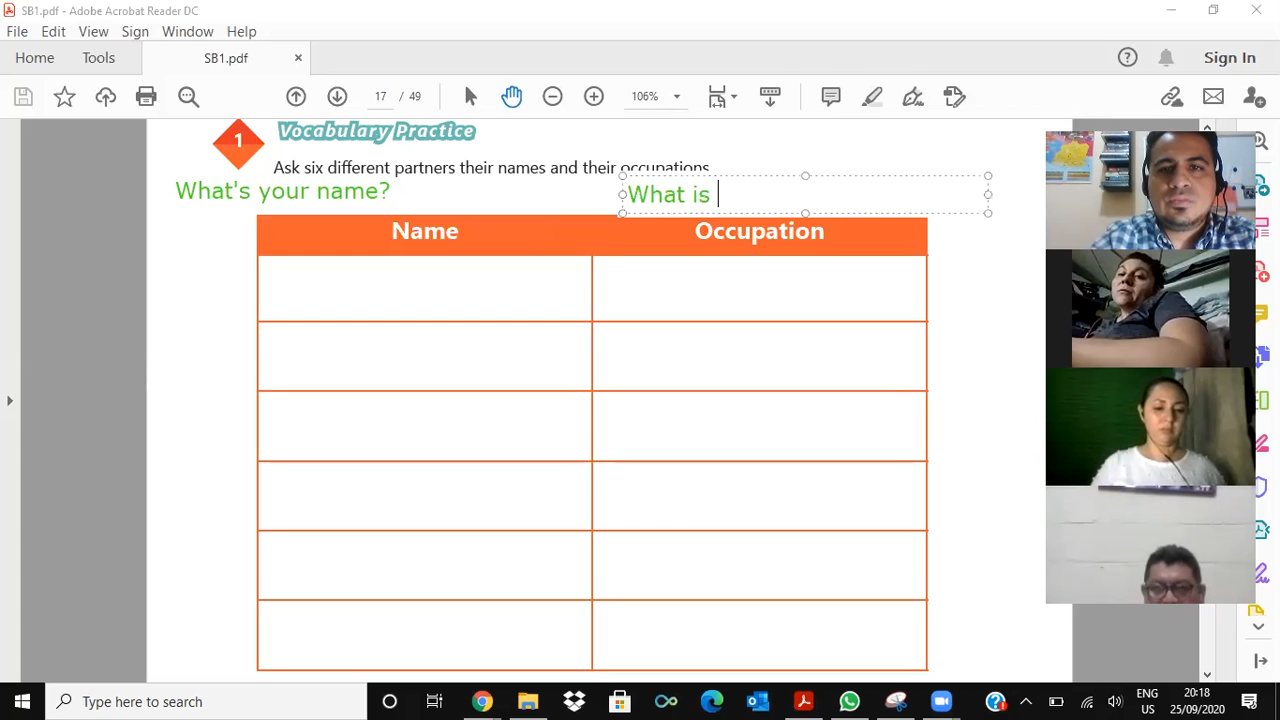 SB1.pdf - Adobe Acrobat Reader DC
File Edit View Sign Window Help
Home Tools SB1.pdf × Sign In
17 / 49 106%
1 Vocabulary Practice
Ask six different partners their names and their occupations.
What's your name? What is
Name Occupation
Type here to search
ENG 20:18
US 25/09/2020